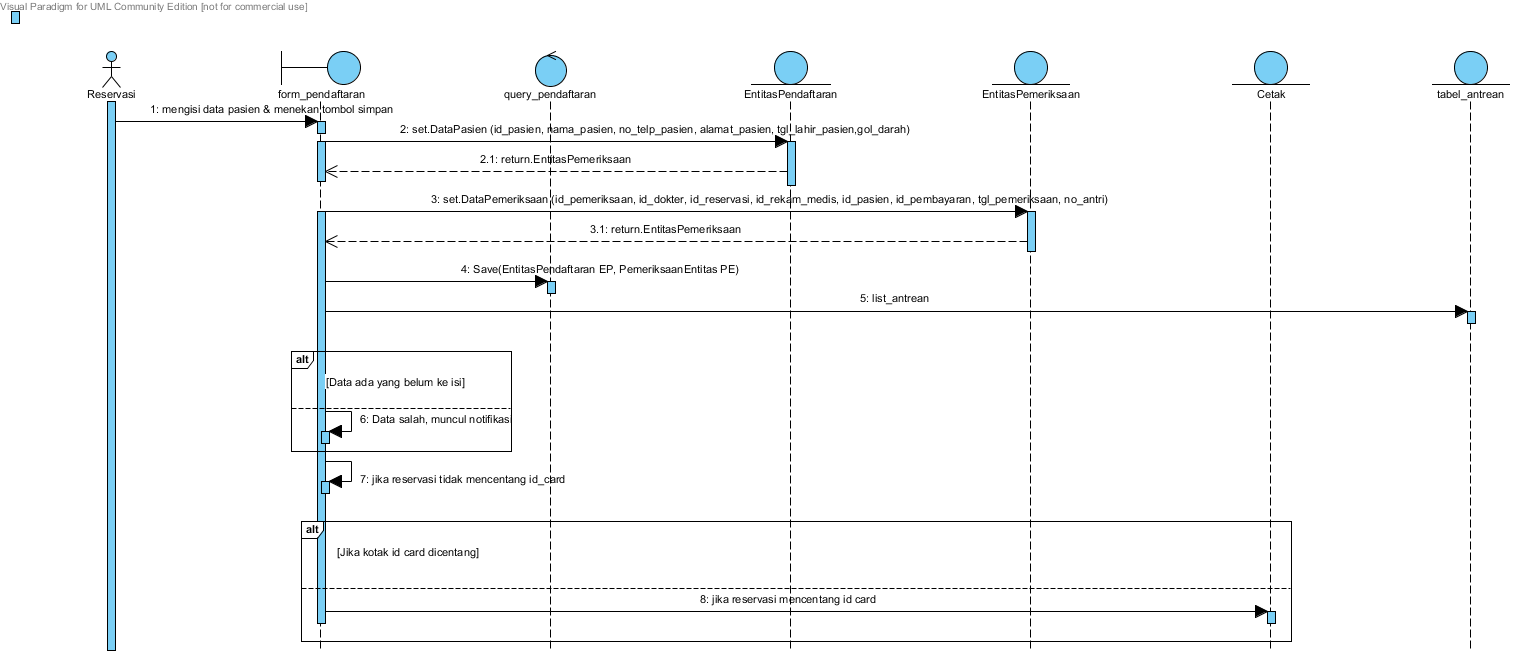 Visual Paradigm for UML Community Edition [not for commercial use]
Reservasi
form_pendaftaran
query_pendaftaran
EntitasPendaftaran
EntitasPemeriksaan
Cetak
tabel_antrean
1: mengisi data pasien & menekan tombol simpan
2: set.DataPasien (id_pasien, nama_pasien, no_telp_pasien, alamat_pasien, tgl_lahir_pasien,gol_darah)
2.1: return.EntitasPemeriksaan
3: set.DataPemeriksaan (id_pemeriksaan, id_dokter, id_reservasi, id_rekam_medis, id_pasien, id_pembayaran, tgl_pemeriksaan, no_antri)
3.1: return.EntitasPemeriksaan
4: Save(EntitasPendaftaran EP, PemeriksaanEntitas PE)
5: list_antrean
alt
[Data ada yang belum ke isi]
6: Data salah, muncul notifikasi
7: jika reservasi tidak mencentang id_card
alt
[Jika kotak id card dicentang]
8: jika reservasi mencentang id card